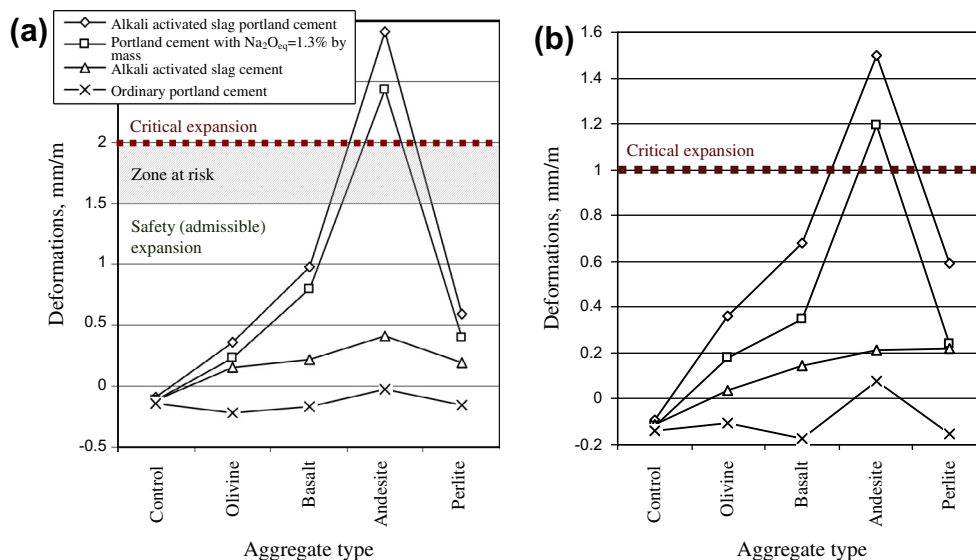 (a)
Alkali activated slag portland cement
Portland cement with Na₂Oeq=1.3% by
mass
Alkali activated slag cement
Ordinary portland cement
Critical expansion
2
Zone at risk
1.5
Safety (admissible)
expansion
1
0.5
0
-0.5
Deformations, mm/m
Control
Olivine
Basalt
Andesite
Perlite
Aggregate type
(b)
1.6
1.4
1.2
Critical expansion
1
0.8
0.6
0.4
0.2
0
-0.2
Deformations, mm/m
Control
Olivine
Basalt
Andesite
Perlite
Aggregate type